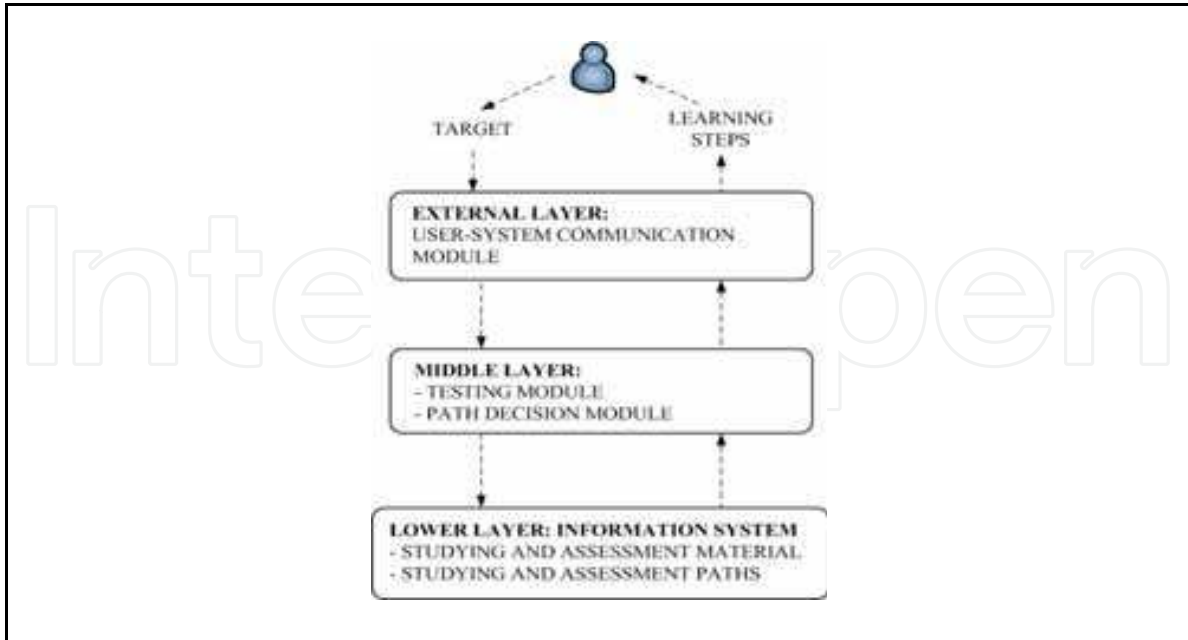 TARGET
LEARNING
STEPS
EXTERNAL LAYER:
USER-SYSTEM COMMUNICATION
MODULE
MIDDLE LAYER:
- TESTING MODULE
- PATH DECISION MODULE
LOWER LAYER: INFORMATION SYSTEM
- STUDYING AND ASSESSMENT MATERIAL
- STUDYING AND ASSESSMENT PATHS